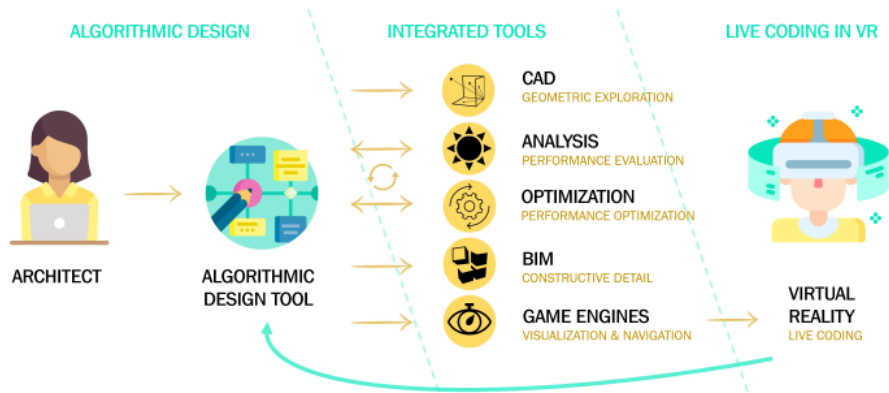 ALGORITHMIC DESIGN
INTEGRATED TOOLS
LIVE CODING IN VR
ARCHITECT
ALGORITHMIC
DESIGN TOOL
CAD
GEOMETRIC EXPLORATION
ANALYSIS
PERFORMANCE EVALUATION
OPTIMIZATION
PERFORMANCE OPTIMIZATION
BIM
CONSTRUCTIVE DETAIL
GAME ENGINES
VISUALIZATION & NAVIGATION
VIRTUAL
REALITY
LIVE CODING